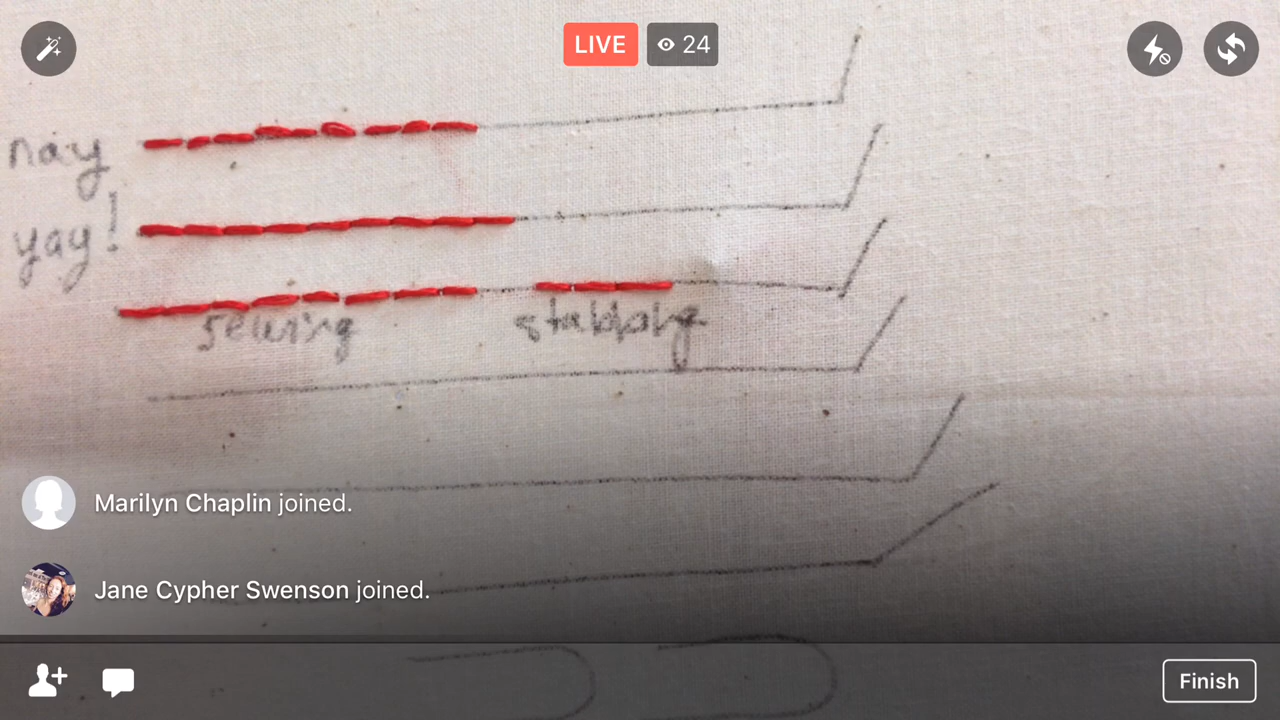 LIVE 24
nay
yay!
sewing stabbing
Marilyn Chaplin joined.
Jane Cypher Swenson joined.
Finish